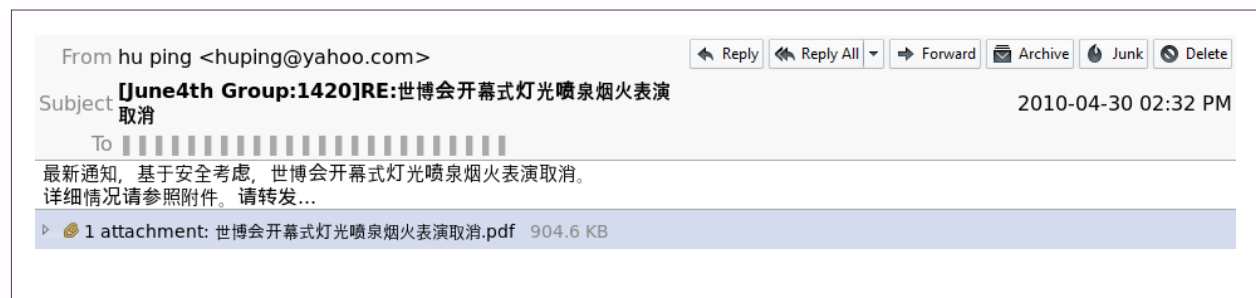 From hu ping <huping@yahoo.com>
Reply Reply All Forward Archive Junk Delete
Subject [June4th Group:1420]RE:世博会开幕式灯光喷泉烟火表演
取消
2010-04-30 02:32 PM
To
最新通知，基于安全考虑，世博会开幕式灯光喷泉烟火表演取消。
详细情况请参照附件。请转发...
1 attachment: 世博会开幕式灯光喷泉烟火表演取消.pdf 904.6 KB